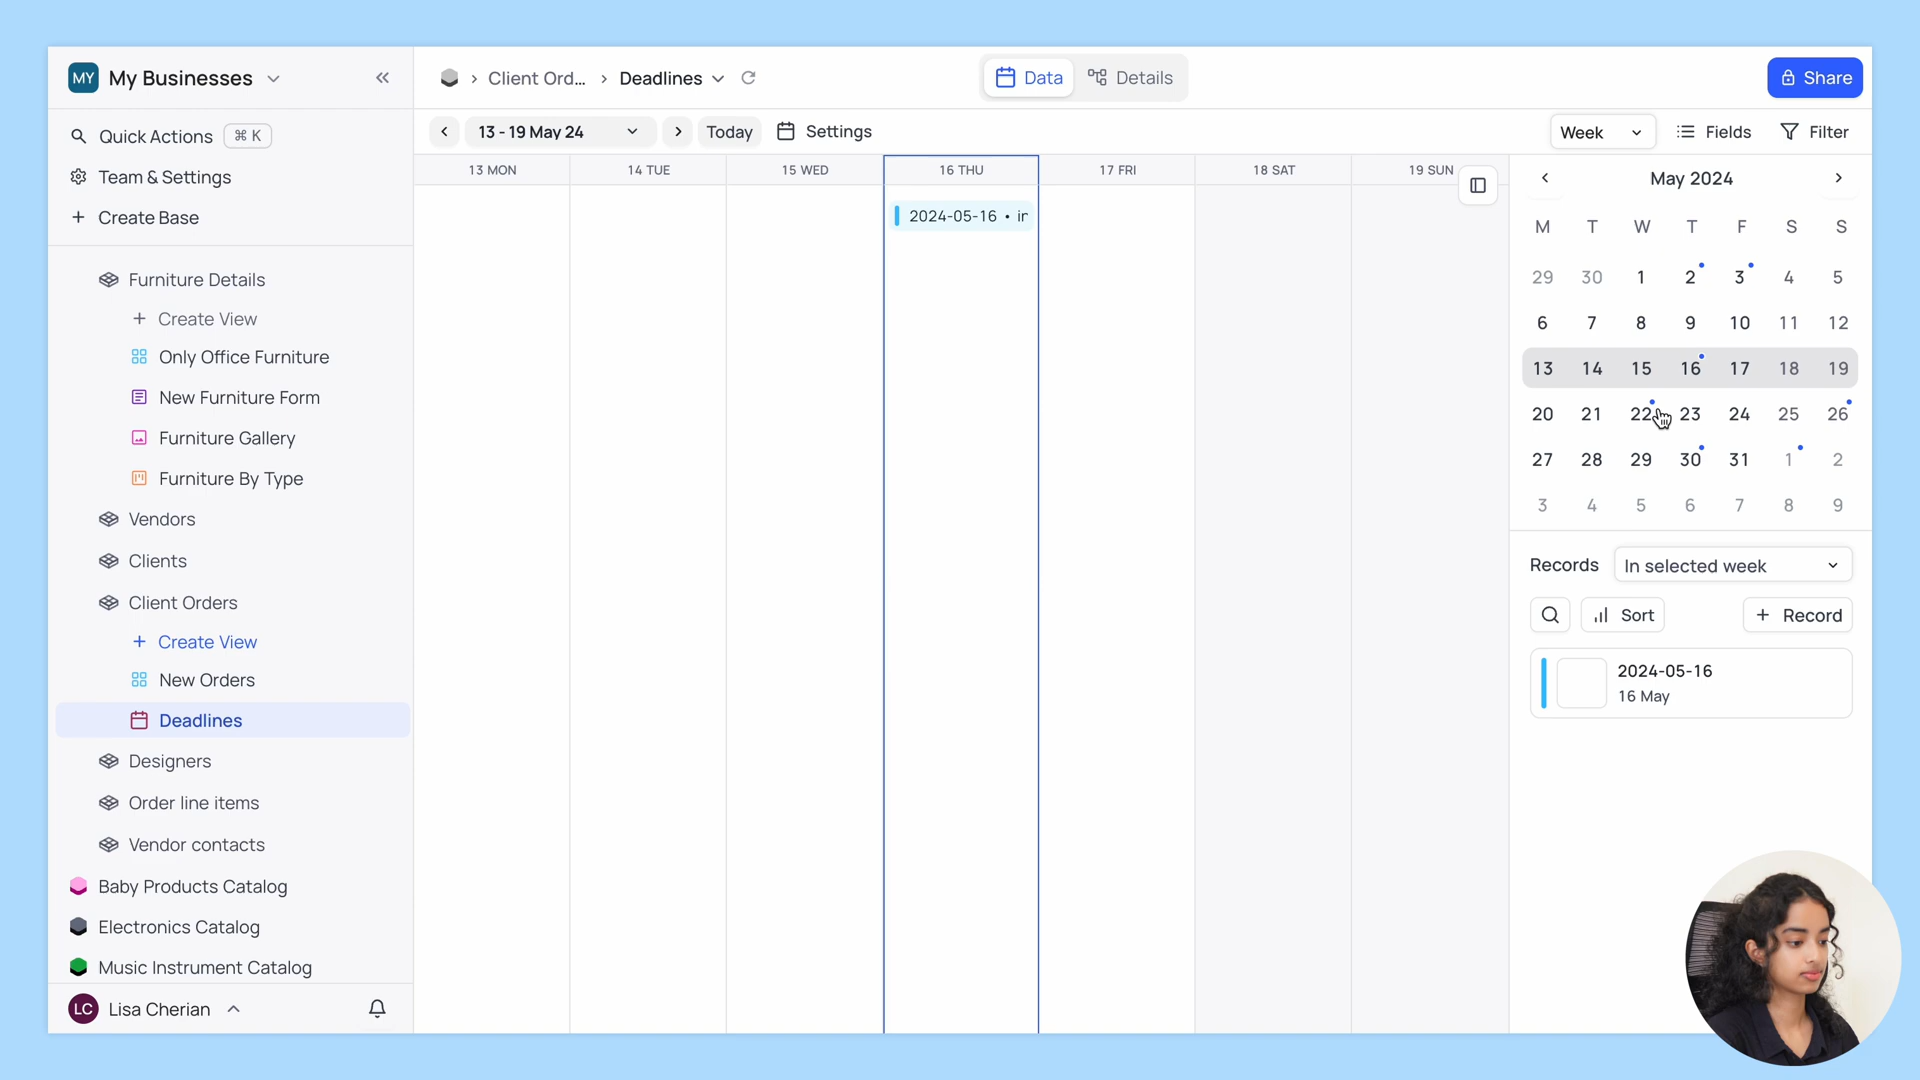 MY My Businesses
Quick Actions ⌘ K
Team & Settings
+ Create Base
Furniture Details
+ Create View
Only Office Furniture
New Furniture Form
Furniture Gallery
Furniture By Type
Vendors
Clients
Client Orders
+ Create View
New Orders
Deadlines
Designers
Order line items
Vendor contacts
Baby Products Catalog
Electronics Catalog
Music Instrument Catalog
LC Lisa Cherian
Client Ord... › Deadlines
Data Details
Share
13 - 19 May 24 Today Settings
Week Fields Filter
13 MON 14 TUE 15 WED 16 THU 17 FRI 18 SAT 19 SUN
2024-05-16 • ir
May 2024
M T W T F S S
29 30 1 2 3 4 5
6 7 8 9 10 11 12
13 14 15 16 17 18 19
20 21 22 23 24 25 26
27 28 29 30 31 1 2
3 4 5 6 7 8 9
Records In selected week
Sort + Record
2024-05-16
16 May